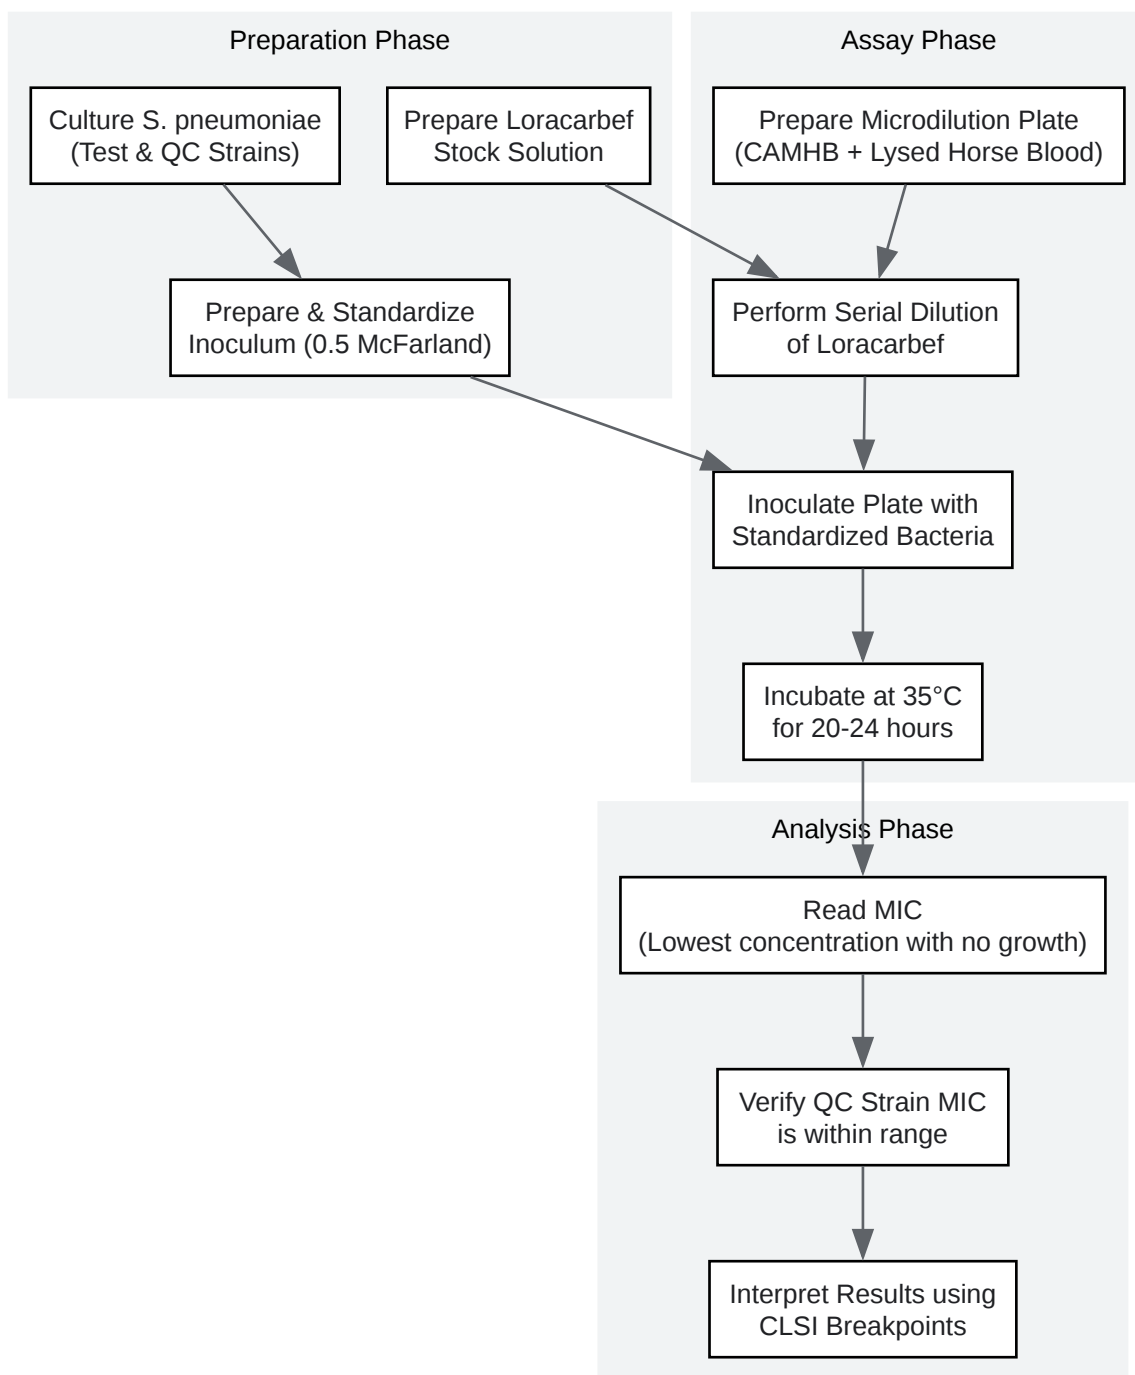 Preparation Phase
Culture S. pneumoniae
(Test & QC Strains)
Prepare Loracarbef
Stock Solution
Prepare & Standardize
Inoculum (0.5 McFarland)
Assay Phase
Prepare Microdilution Plate
(CAMHB + Lysed Horse Blood)
Perform Serial Dilution
of Loracarbef
Inoculate Plate with
Standardized Bacteria
Incubate at 35°C
for 20-24 hours
Analysis Phase
Read MIC
(Lowest concentration with no growth)
Verify QC Strain MIC
is within range
Interpret Results using
CLSI Breakpoints